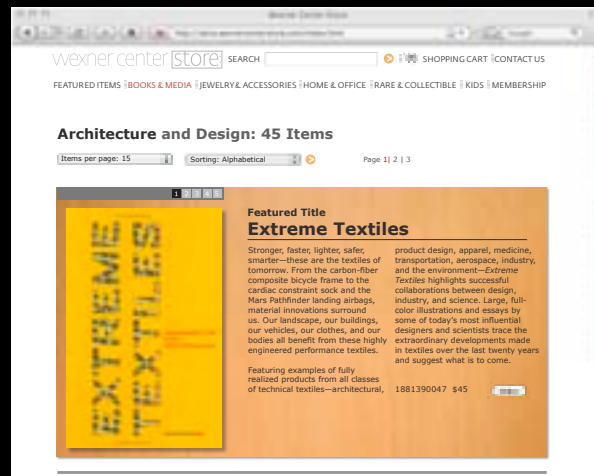 Wexner Center Store
wexner center store SEARCH SHOPPING CART CONTACT US
FEATURED ITEMS BOOKS & MEDIA JEWELRY & ACCESSORIES HOME & OFFICE RARE & COLLECTIBLE KIDS MEMBERSHIP
Architecture and Design: 45 Items
Items per page: 15 Sorting: Alphabetical Page 1| 2 | 3
1 2 3 4 5
EXTREME
TEXTILES
Featured Title
Extreme Textiles
Stronger, faster, lighter, safer,
smarter—these are the textiles of
tomorrow. From the carbon-fiber
composite bicycle frame to the
cardiac constraint sock and the
Mars Pathfinder landing airbags,
material innovations surround
us. Our landscape, our buildings,
our vehicles, our clothes, and our
bodies all benefit from these highly
engineered performance textiles.
Featuring examples of fully
realized products from all classes
of technical textiles—architectural,
product design, apparel, medicine,
transportation, aerospace, industry,
and the environment—Extreme
Textiles highlights successful
collaborations between design,
industry, and science. Large, full-
color illustrations and essays by
some of today's most influential
designers and scientists trace the
extraordinary developments made
in textiles over the last twenty years
and suggest what is to come.
1881390047 $45